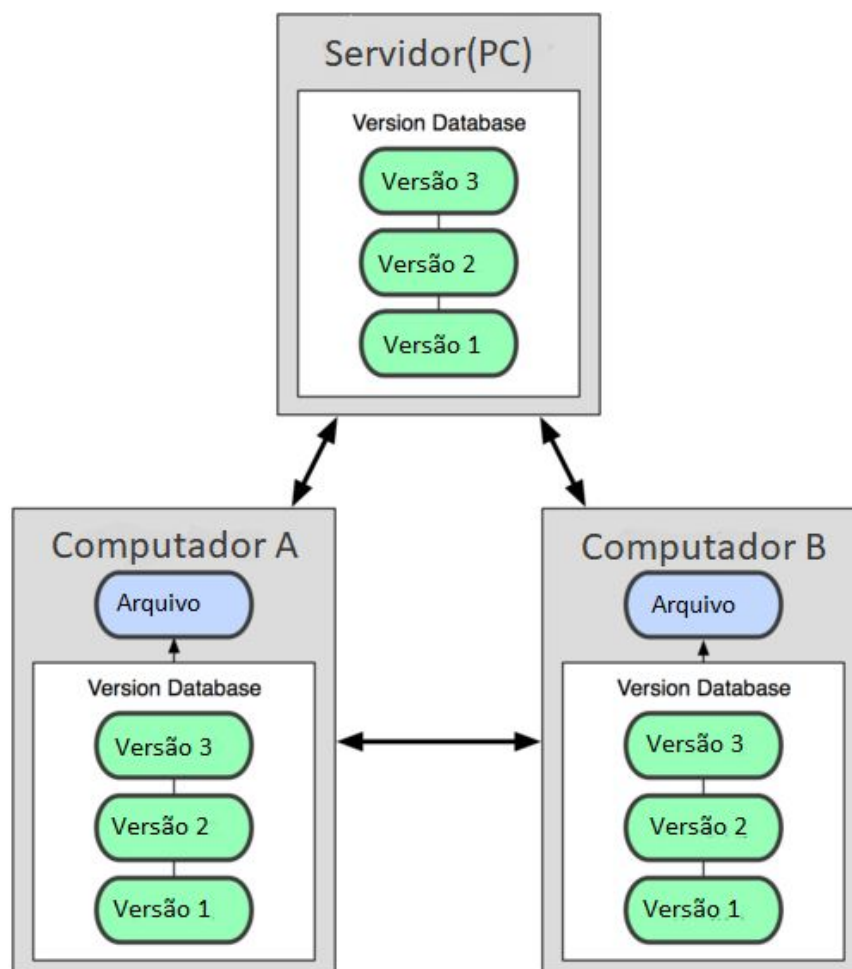 Servidor(PC)
Version Database
Versão 3
Versão 2
Versão 1
Computador A
Arquivo
Version Database
Versão 3
Versão 2
Versão 1
Computador B
Arquivo
Version Database
Versão 3
Versão 2
Versão 1